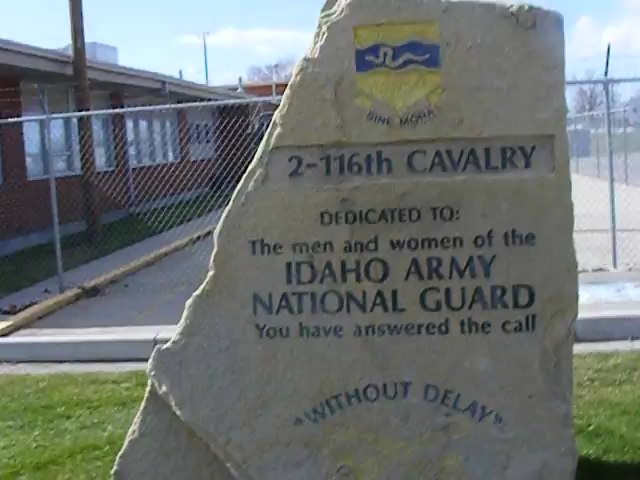 SINE MORA
2-116th CAVALRY
DEDICATED TO:
The men and women of the
IDAHO ARMY
NATIONAL GUARD
You have answered the call
"WITHOUT DELAY"